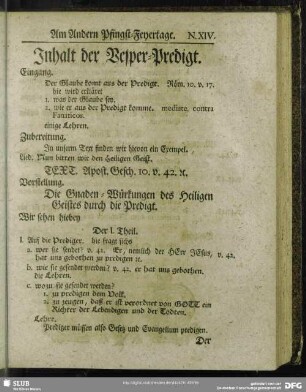 Am Andern Pfingst-Feyertage. N.XIV.
Inhalt der Vesper-Predigt.
Eingang.
Der Glaube komt aus der Predigt. Röm. 10. v. 17.
hie wird erkläret
1. was der Glaube sey.
2. wie er aus der Predigt komme. mediate, contra
Fanaticos.
einige Lehren.
Zubereitung.
In unserm Text finden wir hievon ein Exempel.
Lied. Nun bitten wir den Heiligen Geist.
TEXT. Apost. Gesch. 10. v. 42. ꝛc.
Vorstellung.
Die Gnaden-Würkungen des Heiligen
Geistes durch die Predigt.
Wir sehen hiebey
Der I. Theil.
I. Auf die Prediger. hie fragt sichs
a. wer sie sendet? v. 42. Er, nemlich der HErr JEsus, v. 42,
hat uns gebothen zu predigen ꝛc.
b. wie sie gesendet werden? v. 42. er hat uns gebothen.
die Lehren.
c. wozu sie gesendet werden?
1. zu predigen dem Volk.
2. zu zeugen, daß er ist verordnet von GOTT ein
Richter der Lebendigen und der Todten.
Lehre.
Prediger müssen also Gesetz und Evangelium predigen.
Der
SLUB
DFG